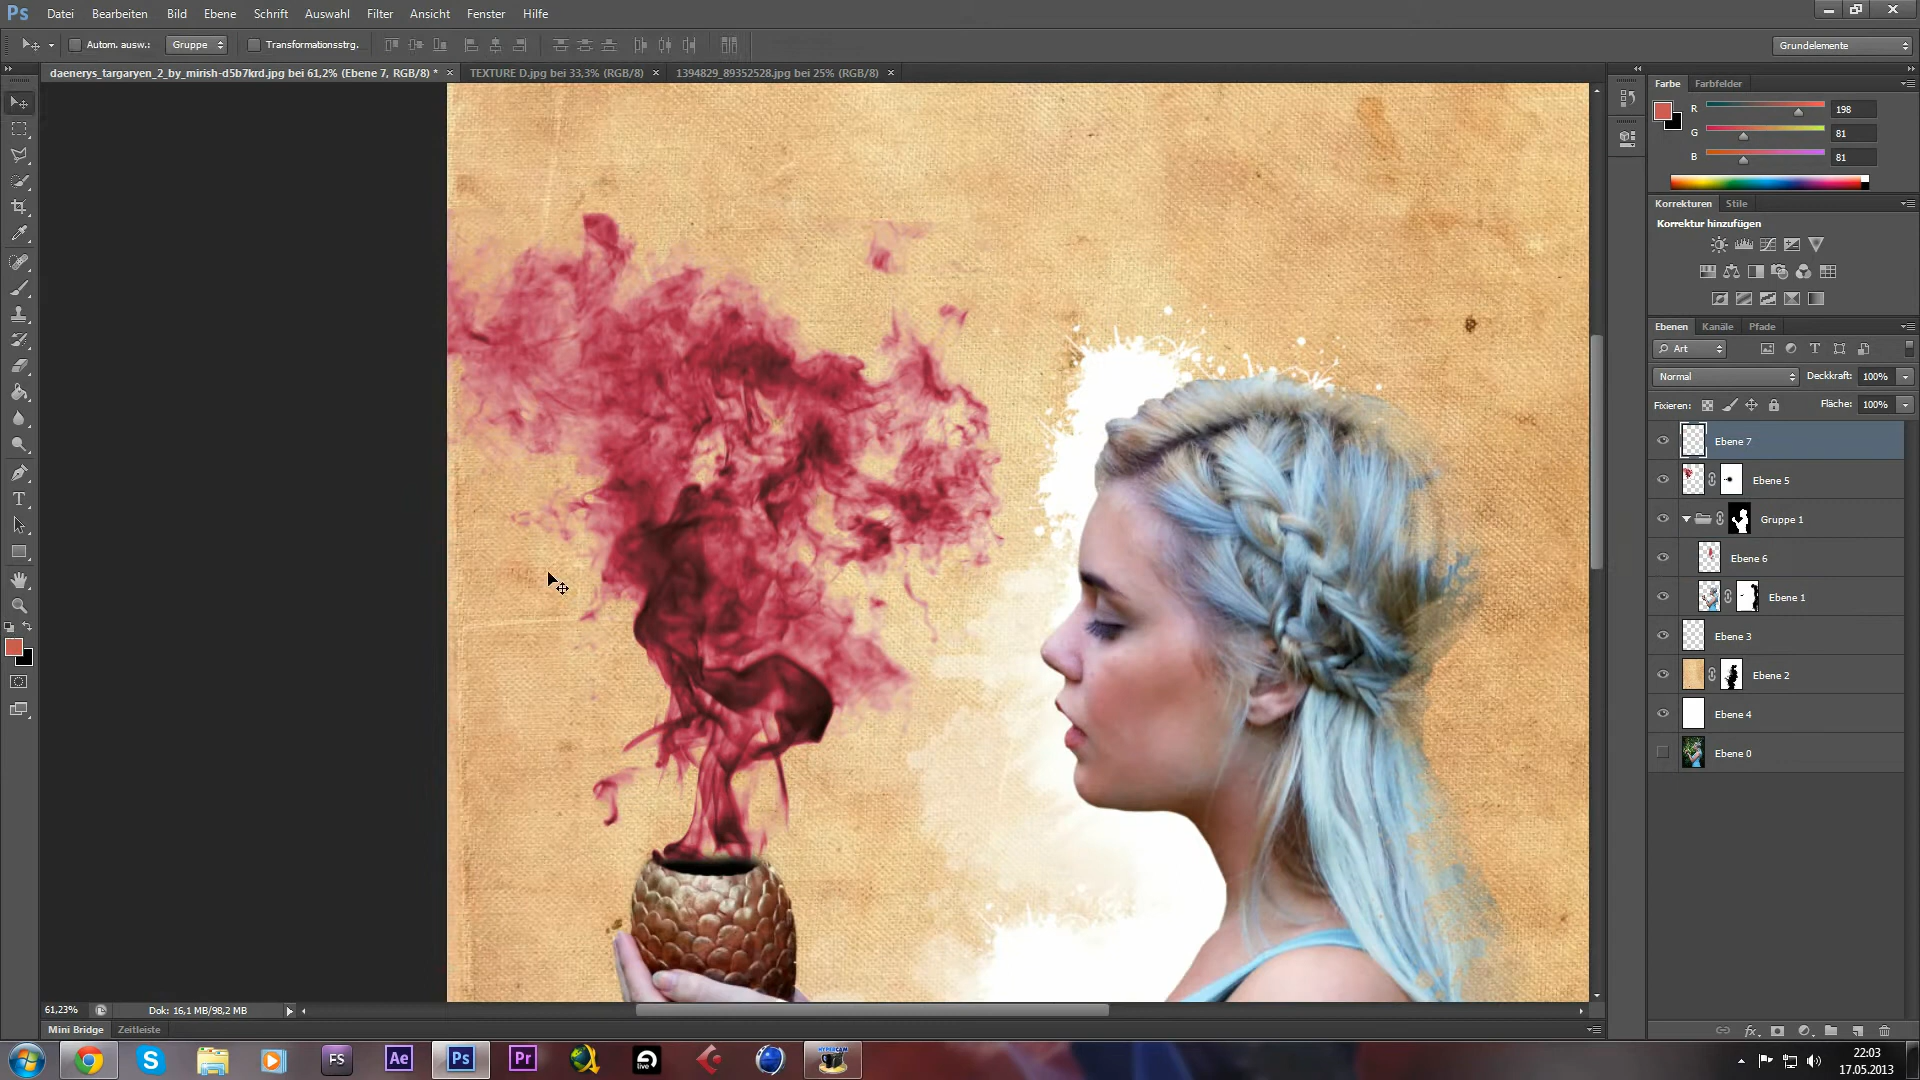 Ps Datei Bearbeiten Bild Ebene Schrift Auswahl Filter Ansicht Fenster Hilfe
Autom. ausw.: Gruppe Transformationsstrg. Grundelemente
daenerys_targaryen_2_by_mirish-d5b7krd.jpg bei 61,2% (Ebene 7, RGB/8) * × TEXTURE D.jpg bei 33,3% (RGB/8) × 1394829_89352528.jpg bei 25% (RGB/8) ×
Farbe Farbfelder
R 198
G 81
B 81
Korrekturen Stile
Korrektur hinzufügen
Ebenen Kanäle Pfade
Art
Normal Deckkraft: 100%
Fixieren: Fläche: 100%
Ebene 7
Ebene 5
Gruppe 1
Ebene 6
Ebene 1
Ebene 3
Ebene 2
Ebene 4
Ebene 0
61,23% Dok: 16,1 MB/98,2 MB
Mini Bridge Zeitleiste
FS Ae Ps Pr live HYPERCAM
22:03
17.05.2013